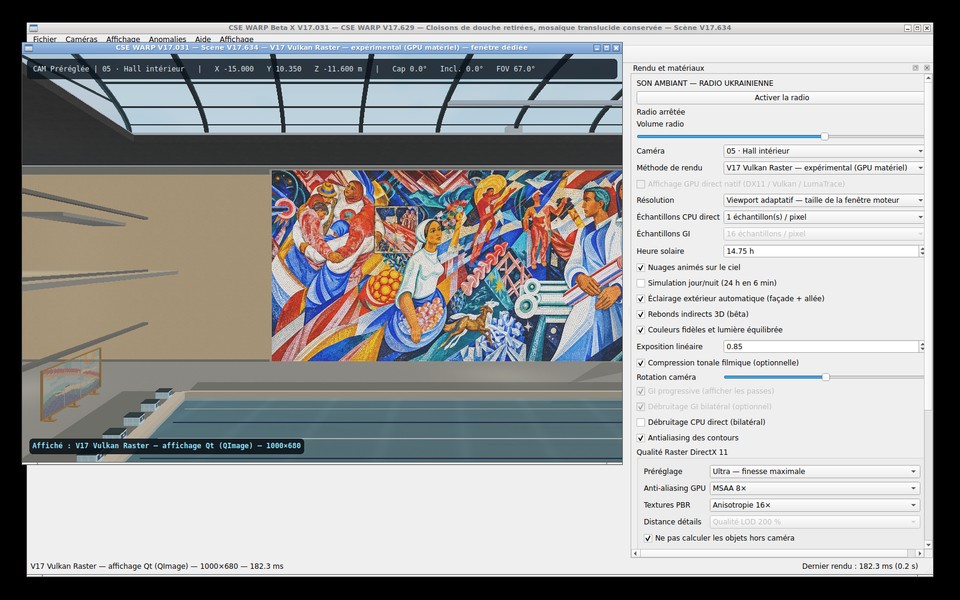 CSE WARP Beta X V17.031 — CSE WARP V17.629 — Cloisons de douche retirées, mosaïque translucide conservée — Scène V17.634
Fichier Caméras Affichage Anomalies Aide Affichage
CSE WARP V17.031 — Scène V17.634 — V17 Vulkan Raster — expérimental (GPU matériel) — fenêtre dédiée
CAM Préréglée | 05 · Hall intérieur | X -15.000 Y 10.350 Z -11.600 m | Cap 0.0° Incl. 0.0° FOV 67.0°
Affiché : V17 Vulkan Raster — affichage Qt (QImage) — 1000×680
Rendu et matériaux
SON AMBIANT — RADIO UKRAINIENNE
Activer la radio
Radio arrêtée
Volume radio
Caméra 05 · Hall intérieur
Méthode de rendu V17 Vulkan Raster — expérimental (GPU matériel)
Affichage GPU direct natif (DX11 / Vulkan / LumaTrace)
Résolution Viewport adaptatif — taille de la fenêtre moteur
Échantillons CPU direct 1 échantillon(s) / pixel
Échantillons GI 16 échantillons / pixel
Heure solaire 14.75 h
Nuages animés sur le ciel
Simulation jour/nuit (24 h en 6 min)
Éclairage extérieur automatique (façade + allée)
Rebonds indirects 3D (bêta)
Couleurs fidèles et lumière équilibrée
Exposition linéaire 0.85
Compression tonale filmique (optionnelle)
Rotation caméra
GI progressive (afficher les passes)
Débruitage GI bilatéral (optionnel)
Débruitage CPU direct (bilatéral)
Antialiasing des contours
Qualité Raster DirectX 11
Préréglage Ultra — finesse maximale
Anti-aliasing GPU MSAA 8×
Textures PBR Anisotropie 16×
Distance détails Qualité LOD 200 %
Ne pas calculer les objets hors caméra
V17 Vulkan Raster — affichage Qt (QImage) — 1000×680 — 182.3 ms
Dernier rendu : 182.3 ms (0.2 s)